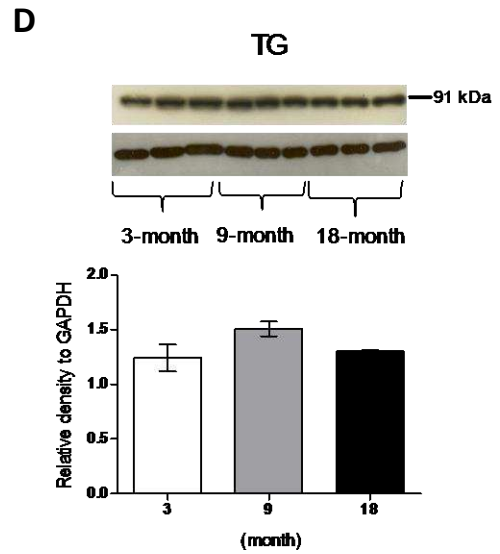 D
TG
91 kDa
3-month 9-month 18-month
Relative density to GAPDH
2.0
1.5
1.0
0.5
0.0
3 9 18
(month)